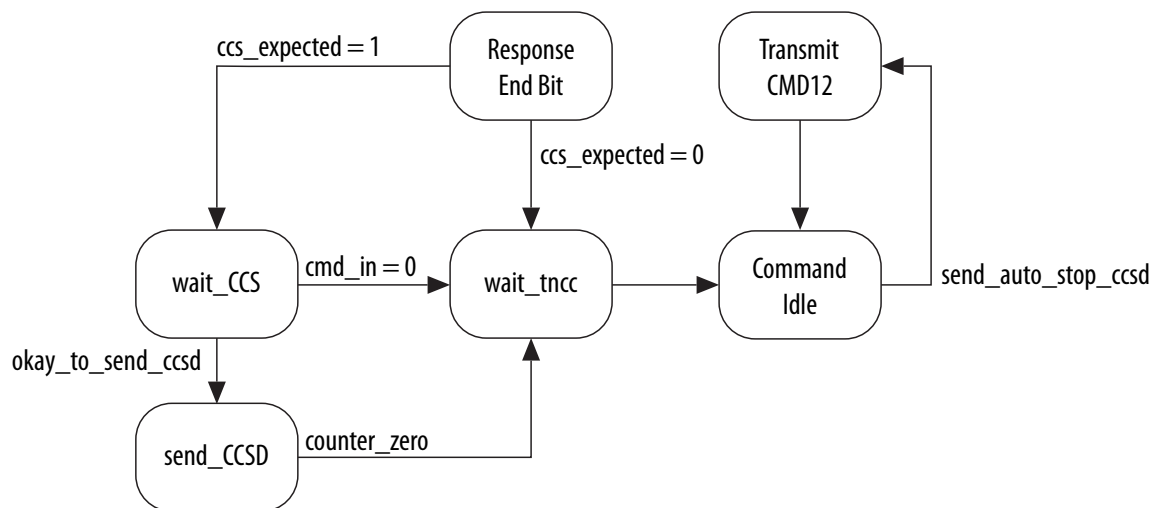 ccs_expected = 1
Response
End Bit
Transmit
CMD12
ccs_expected = 0
wait_CCS
cmd_in = 0
wait_tncc
Command
Idle
send_auto_stop_ccsd
okay_to_send_ccsd
send_CCSD
counter_zero